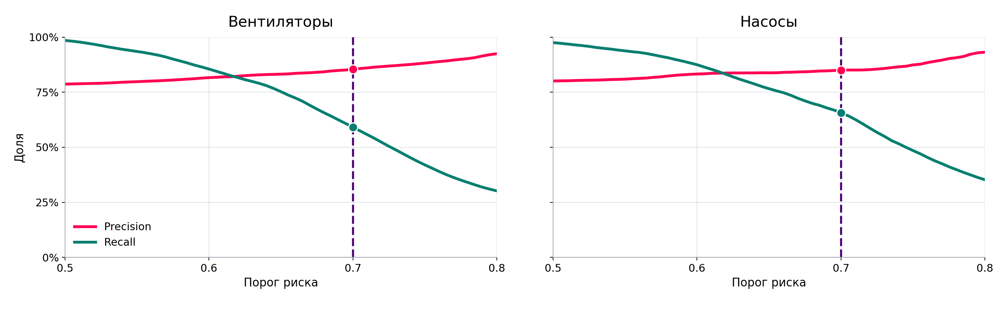 Вентиляторы
100%
75%
50%
25%
0%
Доля
Precision
Recall
0.5 0.6 0.7 0.8
Порог риска
Насосы
0.5 0.6 0.7 0.8
Порог риска